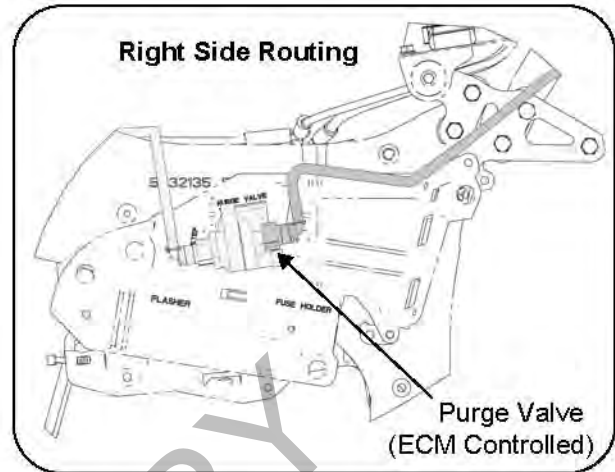 Right Side Routing
PURGE VALVE
FLASHER
FUSE HOLDER
Purge Valve
(ECM Controlled)